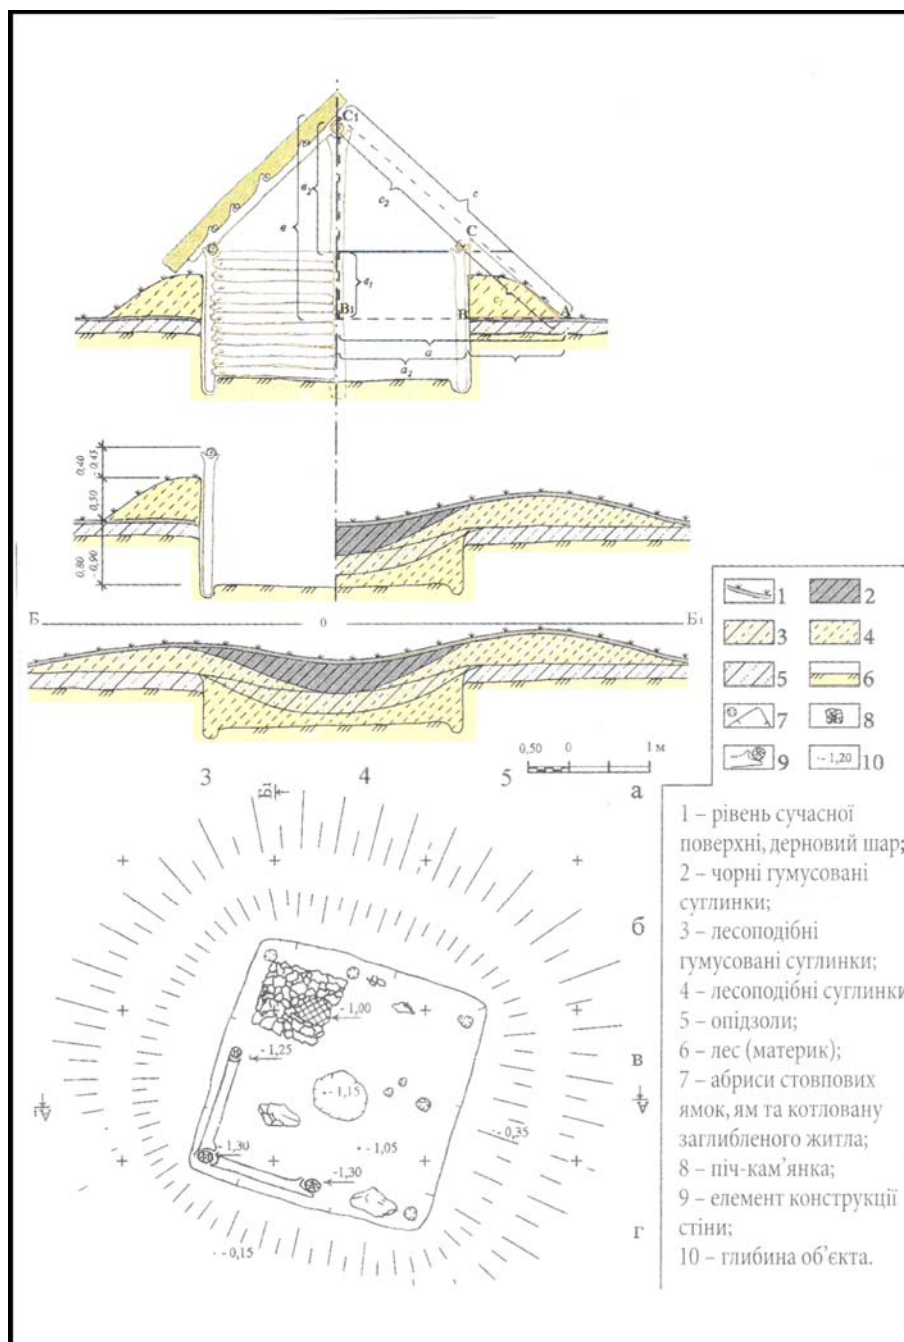 C₁
в₂
в
c₂
c
C
в₁
c₁
B₁
B
A
a
a₂
0,40
- 0,45
0,50
0,80
- 0,90
Б
0
Б₁
1
2
3
4
5
6
7
8
9
- 1,20
10
0,50
0
1 м
3
4
5
а
Б₁
б
- 1,00
- 1,25
в
- 1,15
- 0,35
- 1,30
- 1,05
-1,30
г
- 0,15
1 – рівень сучасної
поверхні, дерновий шар;
2 – чорні гумусовані
суглинки;
3 – лесоподібні
гумусовані суглинки;
4 – лесоподібні суглинки
5 – опідзоли;
6 – лес (материк);
7 – абриси стовпових
ямок, ям та котловану
заглибленого житла;
8 – піч-кам’янка;
9 – елемент конструкції
стіни;
10 – глибина об’єкта.